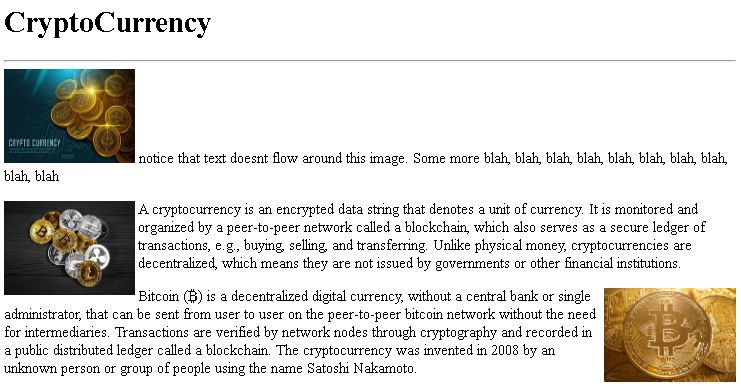 CryptoCurrency
CRYPTO CURRENCY
notice that text doesnt flow around this image. Some more blah, blah, blah, blah, blah, blah, blah, blah,
blah, blah
A cryptocurrency is an encrypted data string that denotes a unit of currency. It is monitored and
organized by a peer-to-peer network called a blockchain, which also serves as a secure ledger of
transactions, e.g., buying, selling, and transferring. Unlike physical money, cryptocurrencies are
decentralized, which means they are not issued by governments or other financial institutions.
Bitcoin (₿) is a decentralized digital currency, without a central bank or single
administrator, that can be sent from user to user on the peer-to-peer bitcoin network without the need
for intermediaries. Transactions are verified by network nodes through cryptography and recorded in
a public distributed ledger called a blockchain. The cryptocurrency was invented in 2008 by an
unknown person or group of people using the name Satoshi Nakamoto.